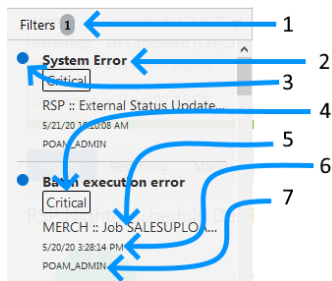 Filters 1
1
System Error
2
Critical
3
RSP :: External Status Update...
4
5/21/20 10:10:08 AM
5
POAM_ADMIN
6
Batch execution error
7
Critical
MERCH :: Job SALESUPLOA...
5/20/20 3:28:14 PM
POAM_ADMIN